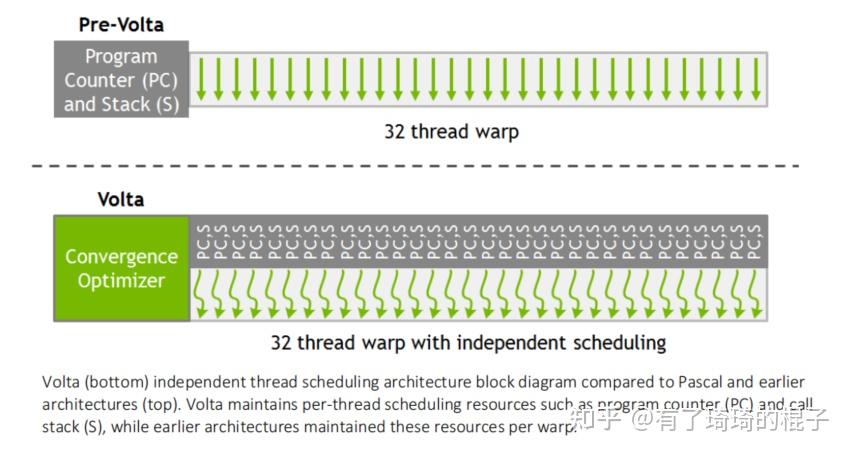 Pre-Volta
Program
Counter (PC)
and Stack (S)
32 thread warp
Volta
Convergence
Optimizer
PC,S PC,S PC,S PC,S PC,S PC,S PC,S PC,S PC,S PC,S PC,S PC,S PC,S PC,S PC,S PC,S PC,S PC,S PC,S PC,S PC,S PC,S PC,S PC,S PC,S PC,S PC,S PC,S PC,S PC,S PC,S PC,S
32 thread warp with independent scheduling
Volta (bottom) independent thread scheduling architecture block diagram compared to Pascal and earlier
architectures (top). Volta maintains per-thread scheduling resources such as program counter (PC) and call
stack (S), while earlier architectures maintained these resources per warp.
知乎 @有了琦琦的棍子